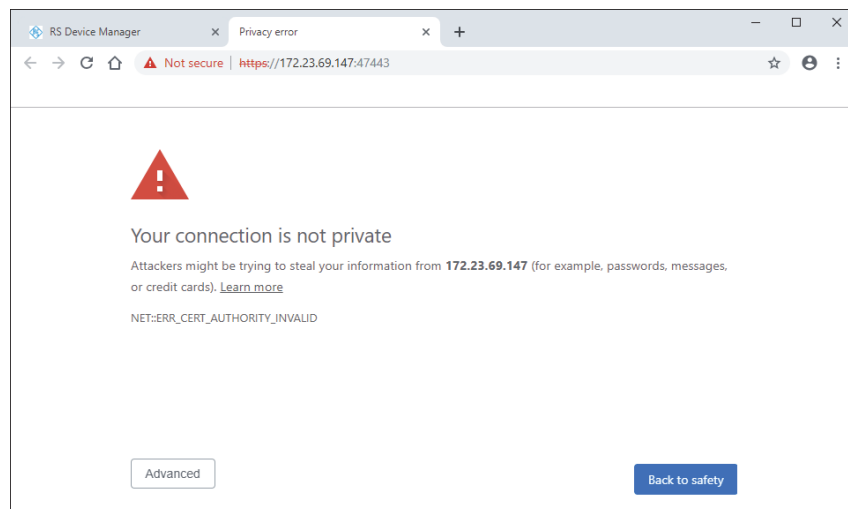 RS Device Manager
Privacy error
Not secure | https://172.23.69.147:47443
Your connection is not private
Attackers might be trying to steal your information from 172.23.69.147 (for example, passwords, messages,
or credit cards). Learn more
NET::ERR_CERT_AUTHORITY_INVALID
Advanced
Back to safety